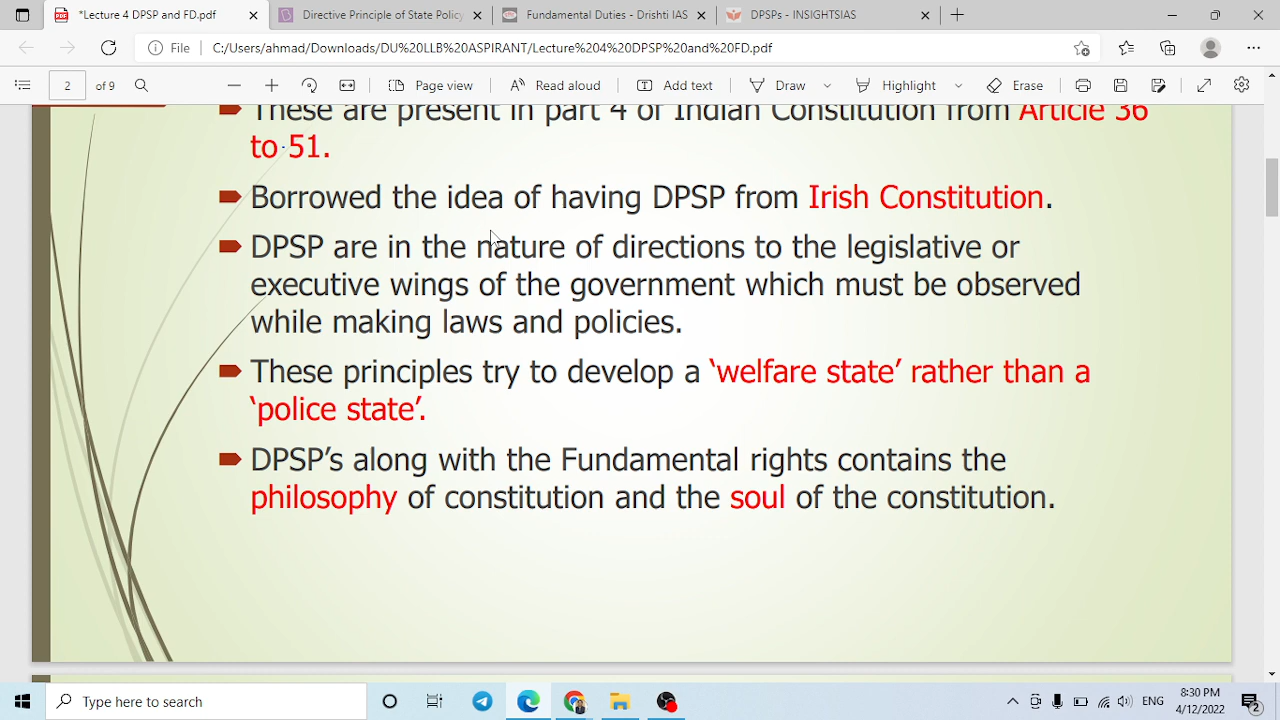 *Lecture 4 DPSP and FD.pdf
Directive Principle of State Policy
Fundamental Duties - Drishti IAS
DPSPs - INSIGHTSIAS
File
C:/Users/ahmad/Downloads/DU%20LLB%20ASPIRANT/Lecture%204%20DPSP%20and%20FD.pdf
2
of 9
Page view
Read aloud
Add text
Draw
Highlight
Erase
These are present in part 4 of Indian Constitution from Article 36
to 51.
Borrowed the idea of having DPSP from Irish Constitution.
DPSP are in the nature of directions to the legislative or
executive wings of the government which must be observed
while making laws and policies.
These principles try to develop a ‘welfare state’ rather than a
‘police state’.
DPSP’s along with the Fundamental rights contains the
philosophy of constitution and the soul of the constitution.
Type here to search
ENG
8:30 PM
4/12/2022
2